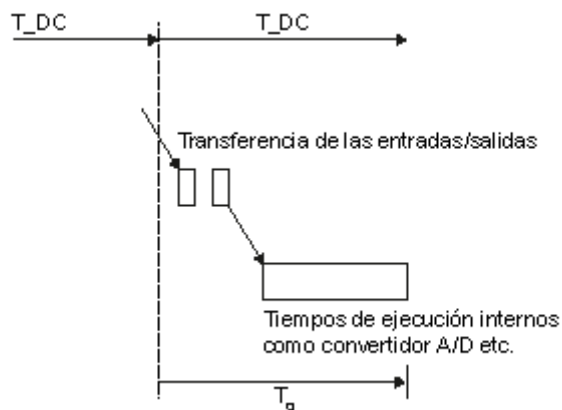 T_DC T_DC
Transferencia de las entradas/salidas
Tiempos de ejecución internos
como convertidor A/D etc.